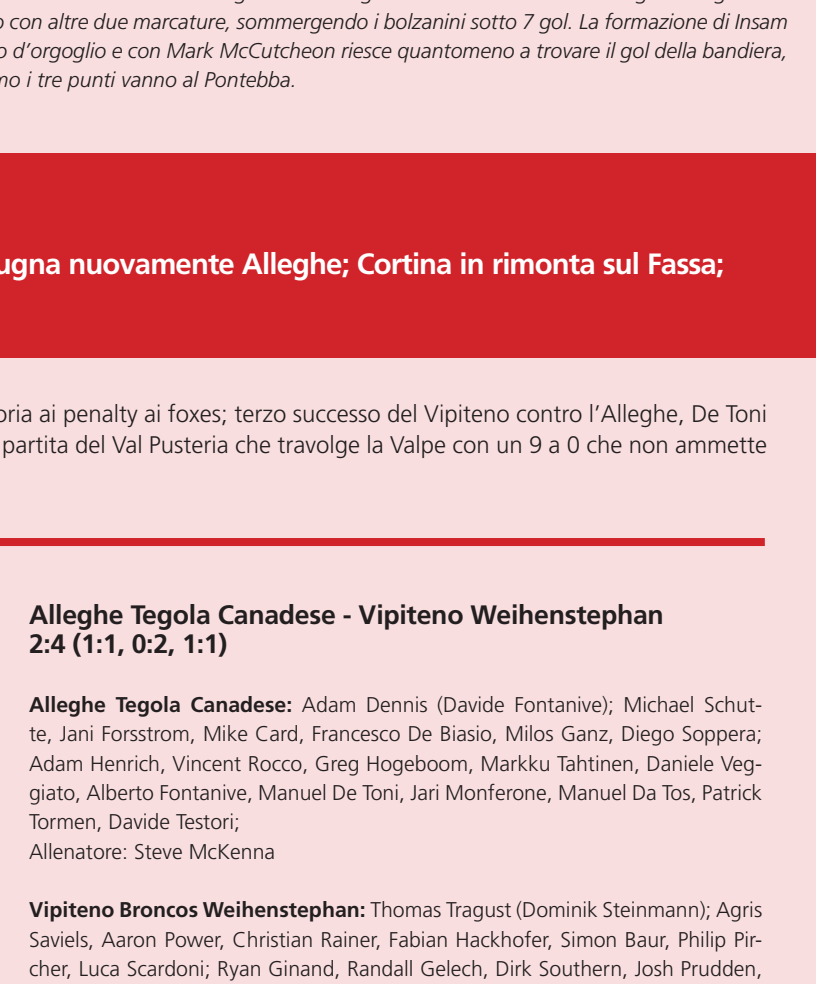 o con altre due marcature, sommergendo i bolzanini sotto 7 gol. La formazione di Insam
o d'orgoglio e con Mark McCutcheon riesce quantomeno a trovare il gol della bandiera,
mo i tre punti vanno al Pontebba.
ugna nuovamente Alleghe; Cortina in rimonta sul Fassa;
oria ai penalty ai foxes; terzo successo del Vipiteno contro l'Alleghe, De Toni
partita del Val Pusteria che travolge la Valpe con un 9 a 0 che non ammette
Alleghe Tegola Canadese - Vipiteno Weihenstephan
2:4 (1:1, 0:2, 1:1)
Alleghe Tegola Canadese: Adam Dennis (Davide Fontanive); Michael Schut-
te, Jani Forsstrom, Mike Card, Francesco De Biasio, Milos Ganz, Diego Soppera;
Adam Henrich, Vincent Rocco, Greg Hogeboom, Markku Tahtinen, Daniele Veg-
giato, Alberto Fontanive, Manuel De Toni, Jari Monferone, Manuel Da Tos, Patrick
Tormen, Davide Testori;
Allenatore: Steve McKenna
Vipiteno Broncos Weihenstephan: Thomas Tragust (Dominik Steinmann); Agris
Saviels, Aaron Power, Christian Rainer, Fabian Hackhofer, Simon Baur, Philip Pir-
cher, Luca Scardoni; Ryan Ginand, Randall Gelech, Dirk Southern, Josh Prudden,